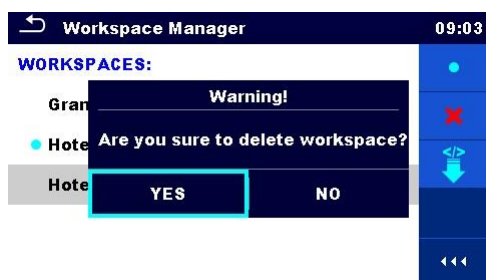 Workspace Manager 09:03
WORKSPACES:
Warning!
Gran
Are you sure to delete workspace?
Hote
Hote
YES NO